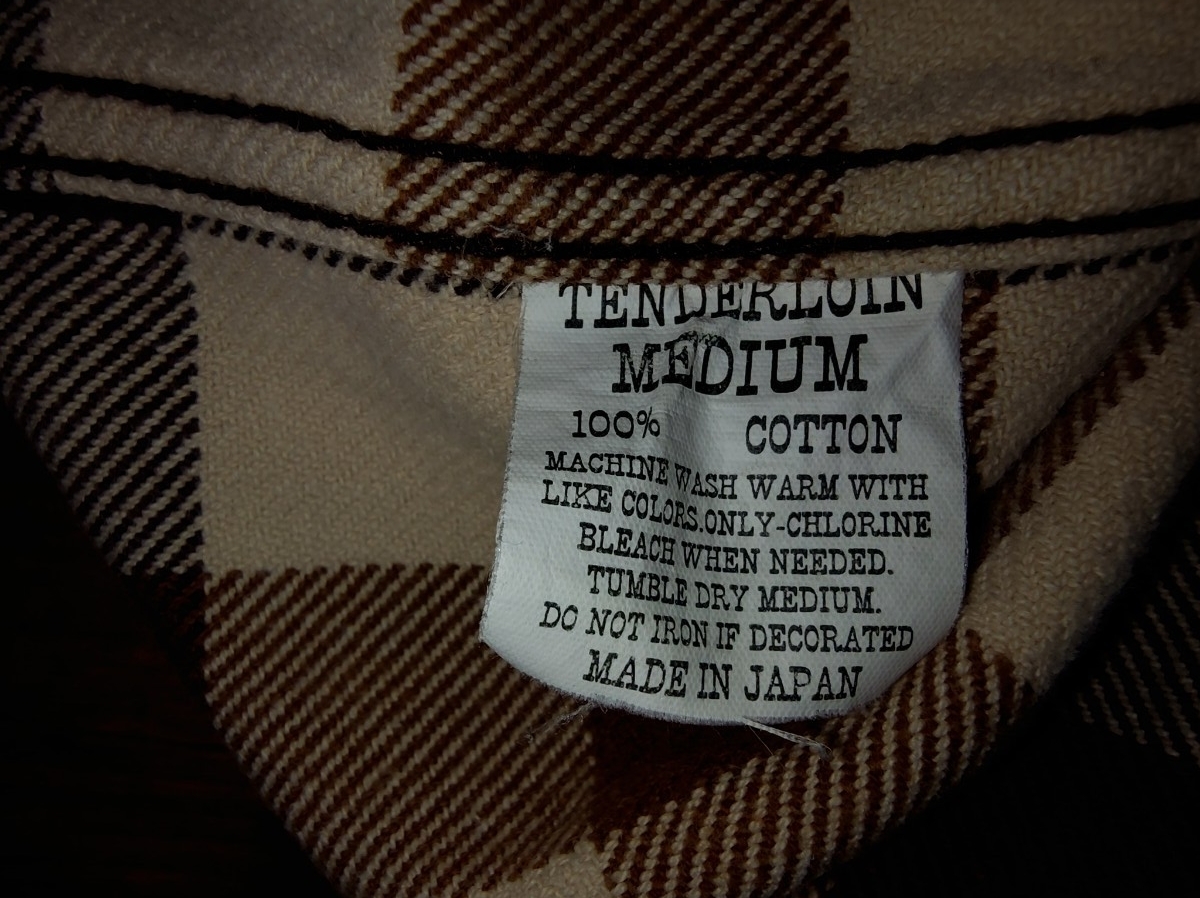 TENDERLOIN
MEDIUM
100% COTTON
MACHINE WASH WARM WITH
LIKE COLORS.ONLY-CHLORINE
BLEACH WHEN NEEDED.
TUMBLE DRY MEDIUM.
DO NOT IRON IF DECORATED
MADE IN JAPAN